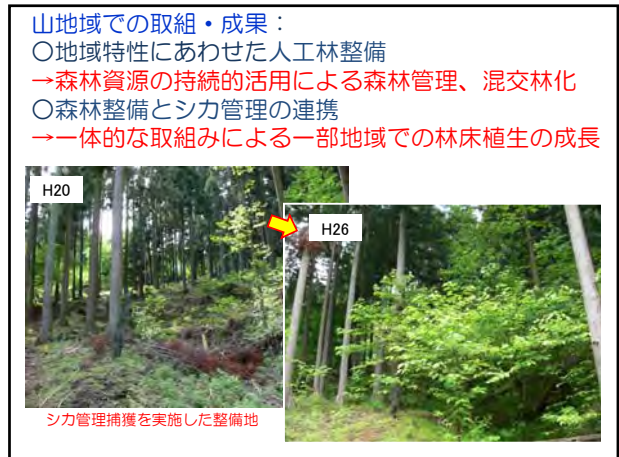 山地域での取組・成果：
〇地域特性にあわせた人工林整備
→森林資源の持続的活用による森林管理、混交林化
〇森林整備とシカ管理の連携
→一体的な取組みによる一部地域での林床植生の成長
H20
H26
シカ管理捕獲を実施した整備地